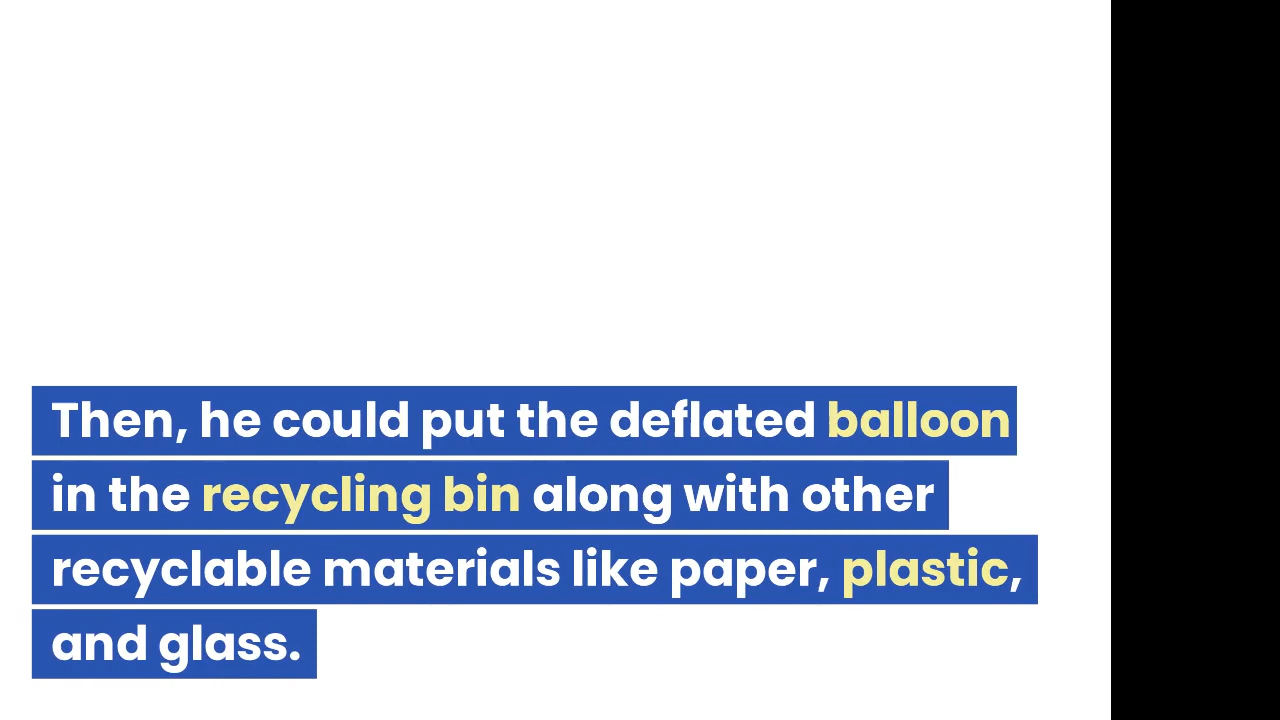 Then, he could put the deflated balloon
in the recycling bin along with other
recyclable materials like paper, plastic,
and glass.